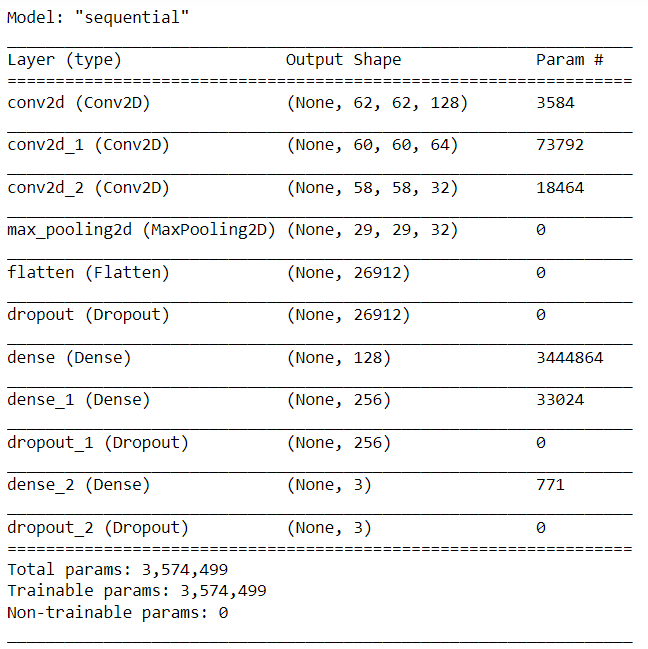 Model: "sequential"
_________________________________________________________________
Layer (type)                 Output Shape              Param #
=================================================================
conv2d (Conv2D)              (None, 62, 62, 128)       3584
_________________________________________________________________
conv2d_1 (Conv2D)            (None, 60, 60, 64)        73792
_________________________________________________________________
conv2d_2 (Conv2D)            (None, 58, 58, 32)        18464
_________________________________________________________________
max_pooling2d (MaxPooling2D) (None, 29, 29, 32)        0
_________________________________________________________________
flatten (Flatten)            (None, 26912)             0
_________________________________________________________________
dropout (Dropout)            (None, 26912)             0
_________________________________________________________________
dense (Dense)                (None, 128)               3444864
_________________________________________________________________
dense_1 (Dense)              (None, 256)               33024
_________________________________________________________________
dropout_1 (Dropout)          (None, 256)               0
_________________________________________________________________
dense_2 (Dense)              (None, 3)                 771
_________________________________________________________________
dropout_2 (Dropout)          (None, 3)                 0
=================================================================
Total params: 3,574,499
Trainable params: 3,574,499
Non-trainable params: 0
_________________________________________________________________